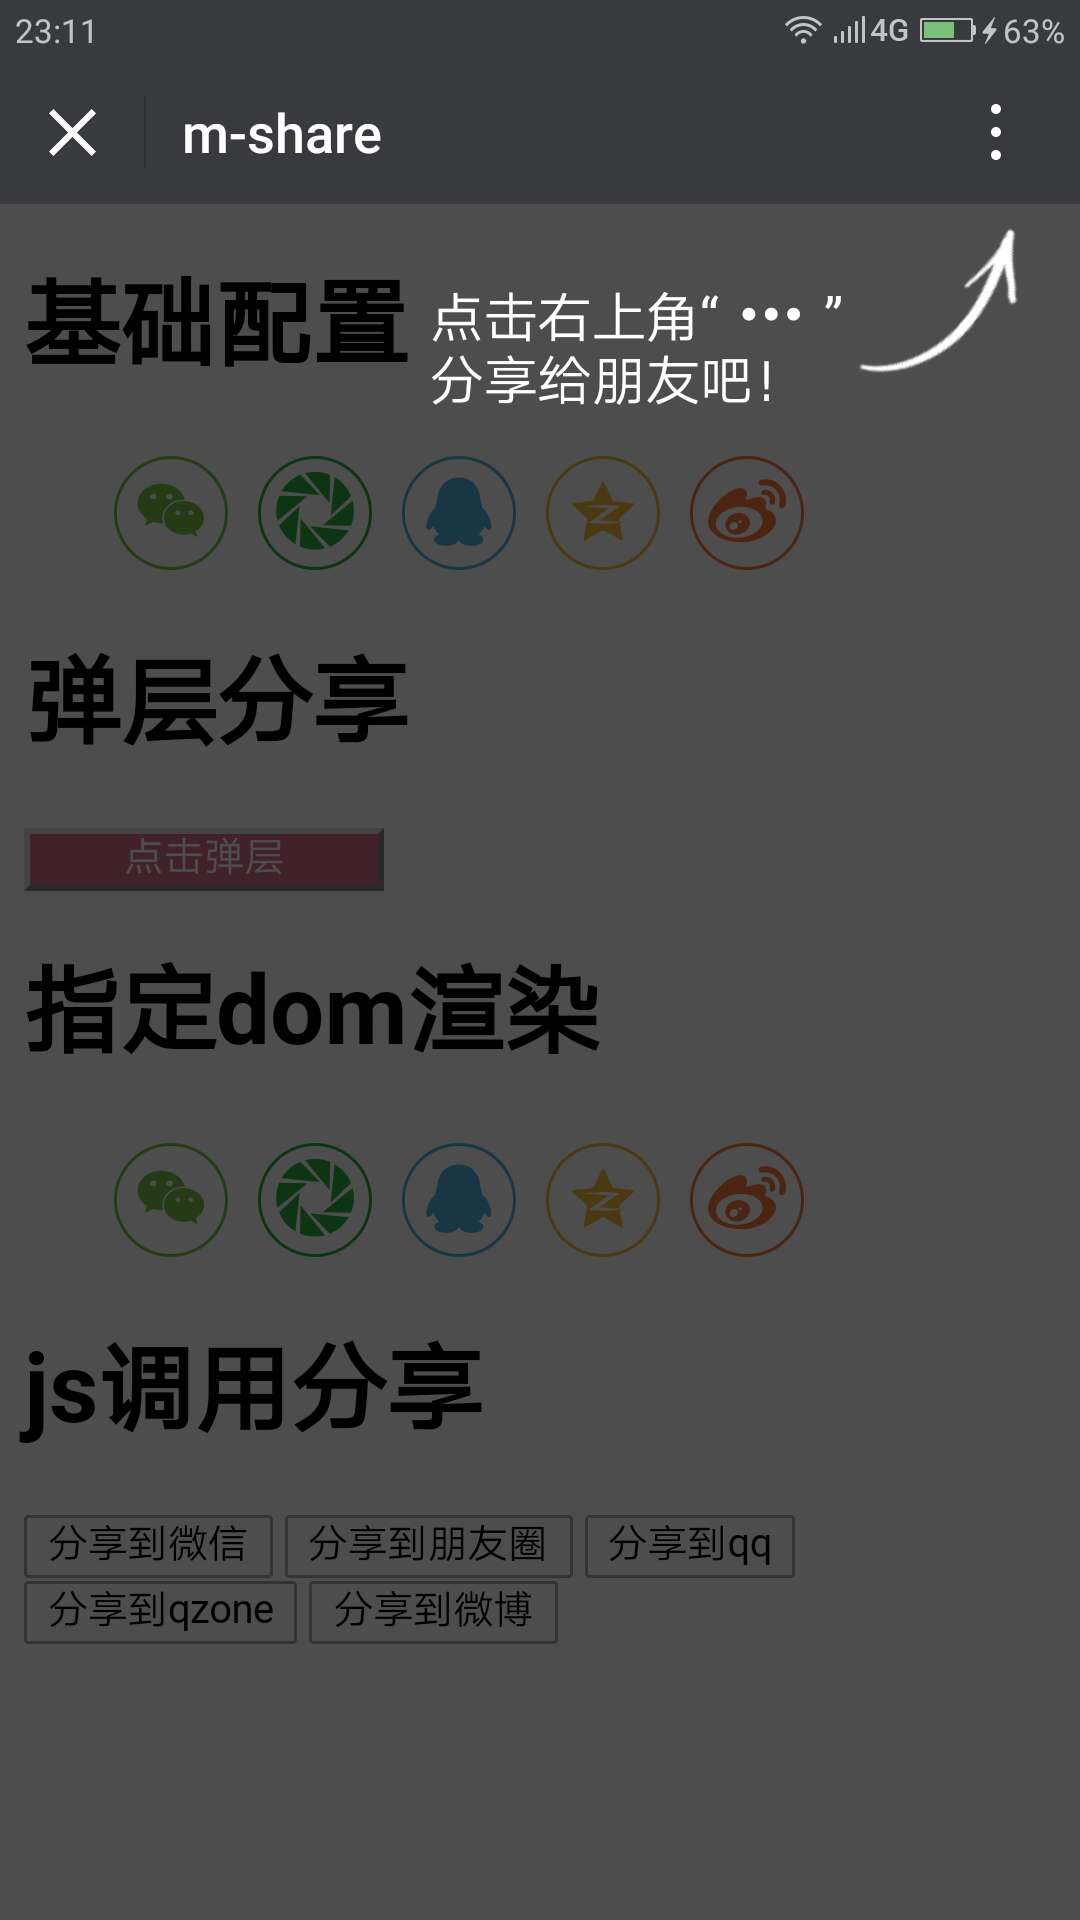 23:11
4G
63%
m-share
基础配置
点击右上角“ ••• ”
分享给朋友吧！
弹层分享
点击弹层
指定dom渲染
js调用分享
分享到微信 分享到朋友圈 分享到qq
分享到qzone 分享到微博